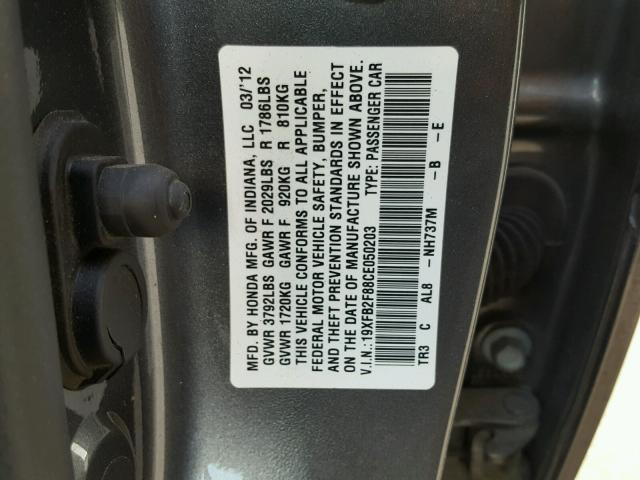 MFD. BY HONDA MFG. OF INDIANA, LLC 03/'12
GVWR 3792LBS GAWR F 2029LBS R 1786LBS
GVWR 1720KG GAWR F 920KG R 810KG
THIS VEHICLE CONFORMS TO ALL APPLICABLE
FEDERAL MOTOR VEHICLE SAFETY, BUMPER,
AND THEFT PREVENTION STANDARDS IN EFFECT
ON THE DATE OF MANUFACTURE SHOWN ABOVE.
V.I.N.: 19XFB2F88CE050203 TYPE: PASSENGER CAR
TR3 C AL8 - NH737M - B - E